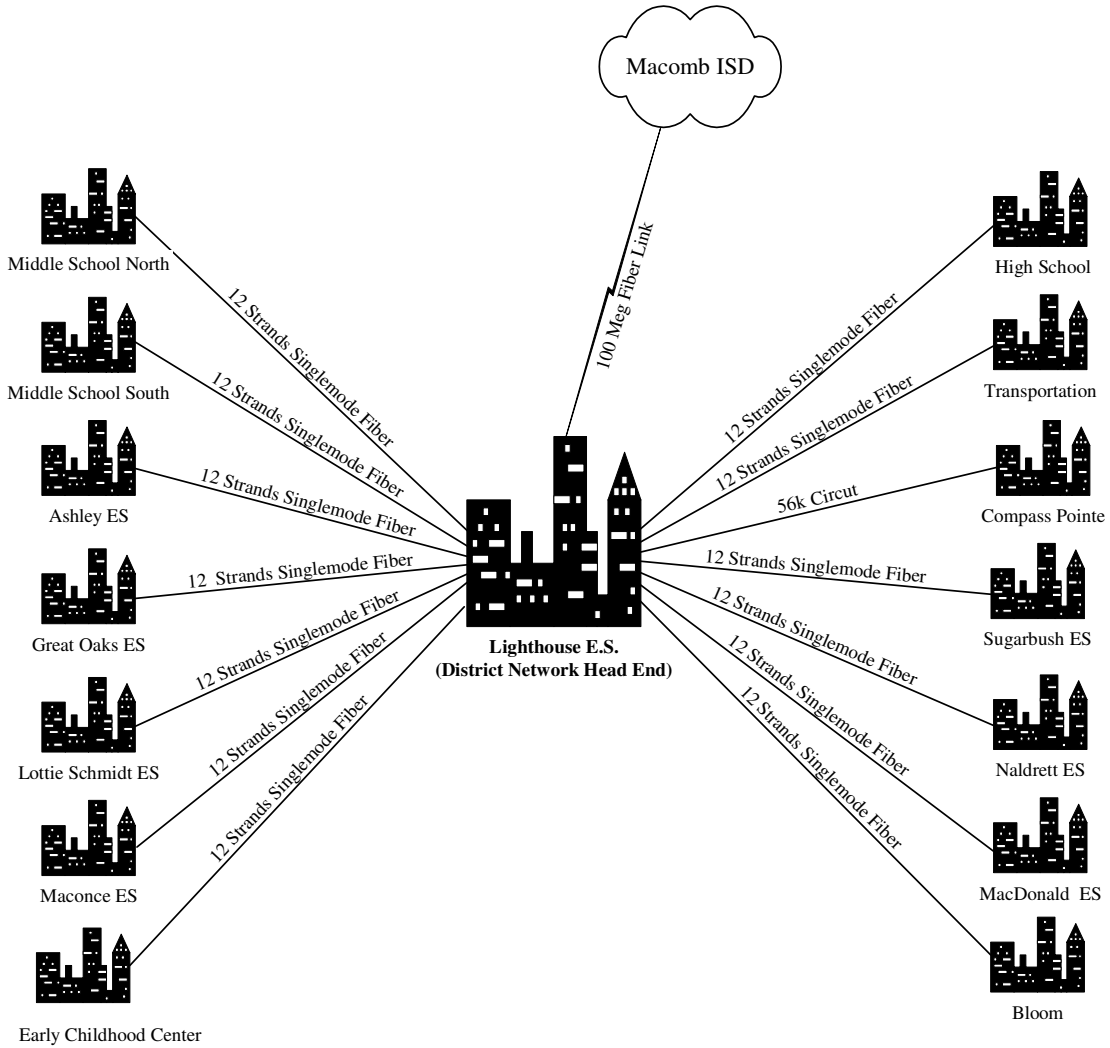 Macomb ISD
100 Meg Fiber Link
Middle School North
12 Strands Singlemode Fiber
Middle School South
12 Strands Singlemode Fiber
Ashley ES
12 Strands Singlemode Fiber
Great Oaks ES
12 Strands Singlemode Fiber
Lottie Schmidt ES
12 Strands Singlemode Fiber
Maconce ES
12 Strands Singlemode Fiber
Early Childhood Center
12 Strands Singlemode Fiber
Lighthouse E.S.
(District Network Head End)
High School
12 Strands Singlemode Fiber
Transportation
12 Strands Singlemode Fiber
Compass Pointe
56k Circut
Sugarbush ES
12 Strands Singlemode Fiber
Naldrett ES
12 Strands Singlemode Fiber
MacDonald ES
12 Strands Singlemode Fiber
Bloom
12 Strands Singlemode Fiber